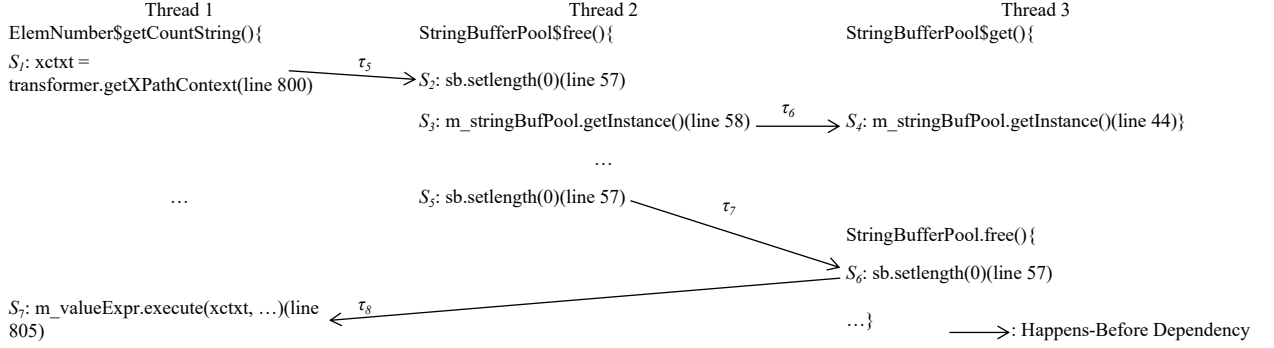 Thread 1 Thread 2 Thread 3
ElemNumber$getCountString(){ StringBufferPool$free(){ StringBufferPool$get(){
S1: xctxt =
transformer.getXPathContext(line 800)
τ5
S2: sb.setlength(0)(line 57)
S3: m_stringBufPool.getInstance()(line 58) τ6 S4: m_stringBufPool.getInstance()(line 44)}
…
… S5: sb.setlength(0)(line 57) τ7
StringBufferPool.free(){
S6: sb.setlength(0)(line 57)
S7: m_valueExpr.execute(xctxt, …)(line
805)
τ8
…}
: Happens-Before Dependency